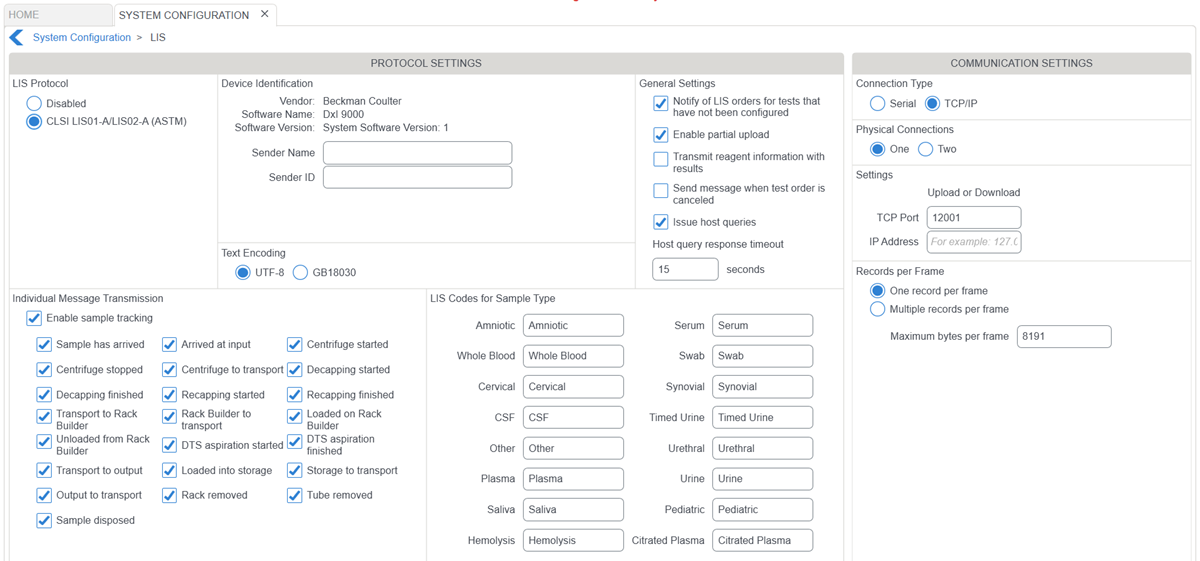 HOME
SYSTEM CONFIGURATION
System Configuration > LIS
PROTOCOL SETTINGS
LIS Protocol
Disabled
CLSI LIS01-A/LIS02-A (ASTM)
Device Identification
Vendor: Beckman Coulter
Software Name: DxI 9000
Software Version: System Software Version: 1
Sender Name
Sender ID
Text Encoding
UTF-8
GB18030
General Settings
Notify of LIS orders for tests that
have not been configured
Enable partial upload
Transmit reagent information with
results
Send message when test order is
canceled
Issue host queries
Host query response timeout
15 seconds
Individual Message Transmission
Enable sample tracking
Sample has arrived
Arrived at input
Centrifuge started
Centrifuge stopped
Centrifuge to transport
Decapping started
Decapping finished
Recapping started
Recapping finished
Transport to Rack
Builder
Rack Builder to
transport
Loaded on Rack
Builder
Unloaded from Rack
Builder
DTS aspiration started
DTS aspiration
finished
Transport to output
Loaded into storage
Storage to transport
Output to transport
Rack removed
Tube removed
Sample disposed
LIS Codes for Sample Type
Amniotic Amniotic
Serum Serum
Whole Blood Whole Blood
Swab Swab
Cervical Cervical
Synovial Synovial
CSF CSF
Timed Urine Timed Urine
Other Other
Urethral Urethral
Plasma Plasma
Urine Urine
Saliva Saliva
Pediatric Pediatric
Hemolysis Hemolysis
Citrated Plasma Citrated Plasma
COMMUNICATION SETTINGS
Connection Type
Serial
TCP/IP
Physical Connections
One
Two
Settings
Upload or Download
TCP Port 12001
IP Address For example: 127.0
Records per Frame
One record per frame
Multiple records per frame
Maximum bytes per frame 8191